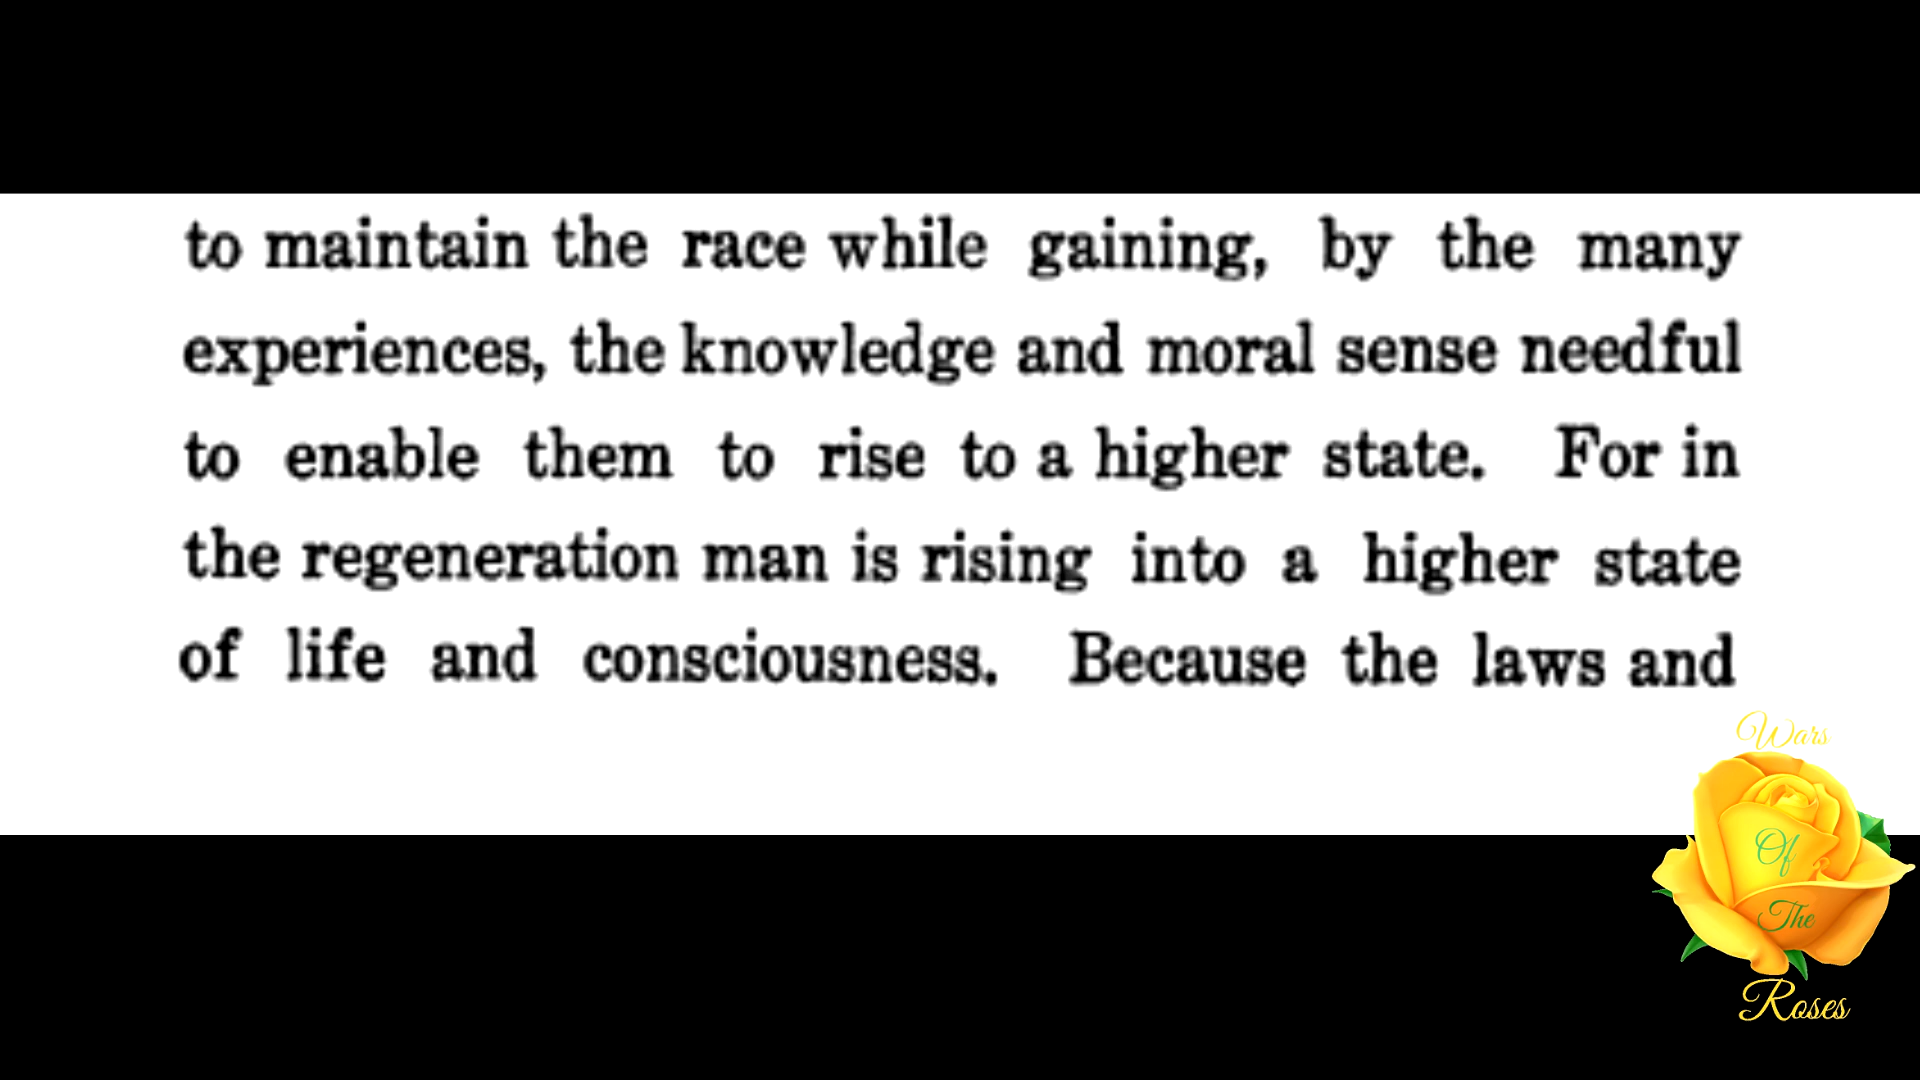 to maintain the race while gaining, by the many
experiences, the knowledge and moral sense needful
to enable them to rise to a higher state. For in
the regeneration man is rising into a higher state
of life and consciousness. Because the laws and
Wars
Of
The
Roses